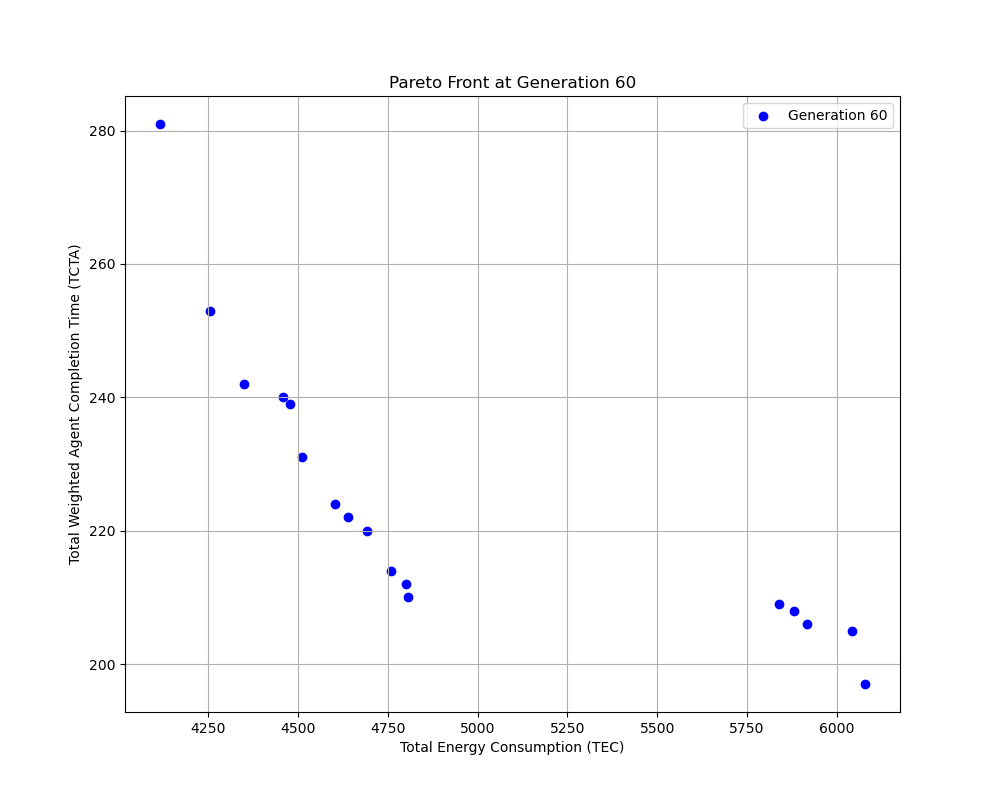 Pareto Front at Generation 60
Generation 60
280
260
240
220
200
Total Weighted Agent Completion Time (TCTA)
4250 4500 4750 5000 5250 5500 5750 6000
Total Energy Consumption (TEC)